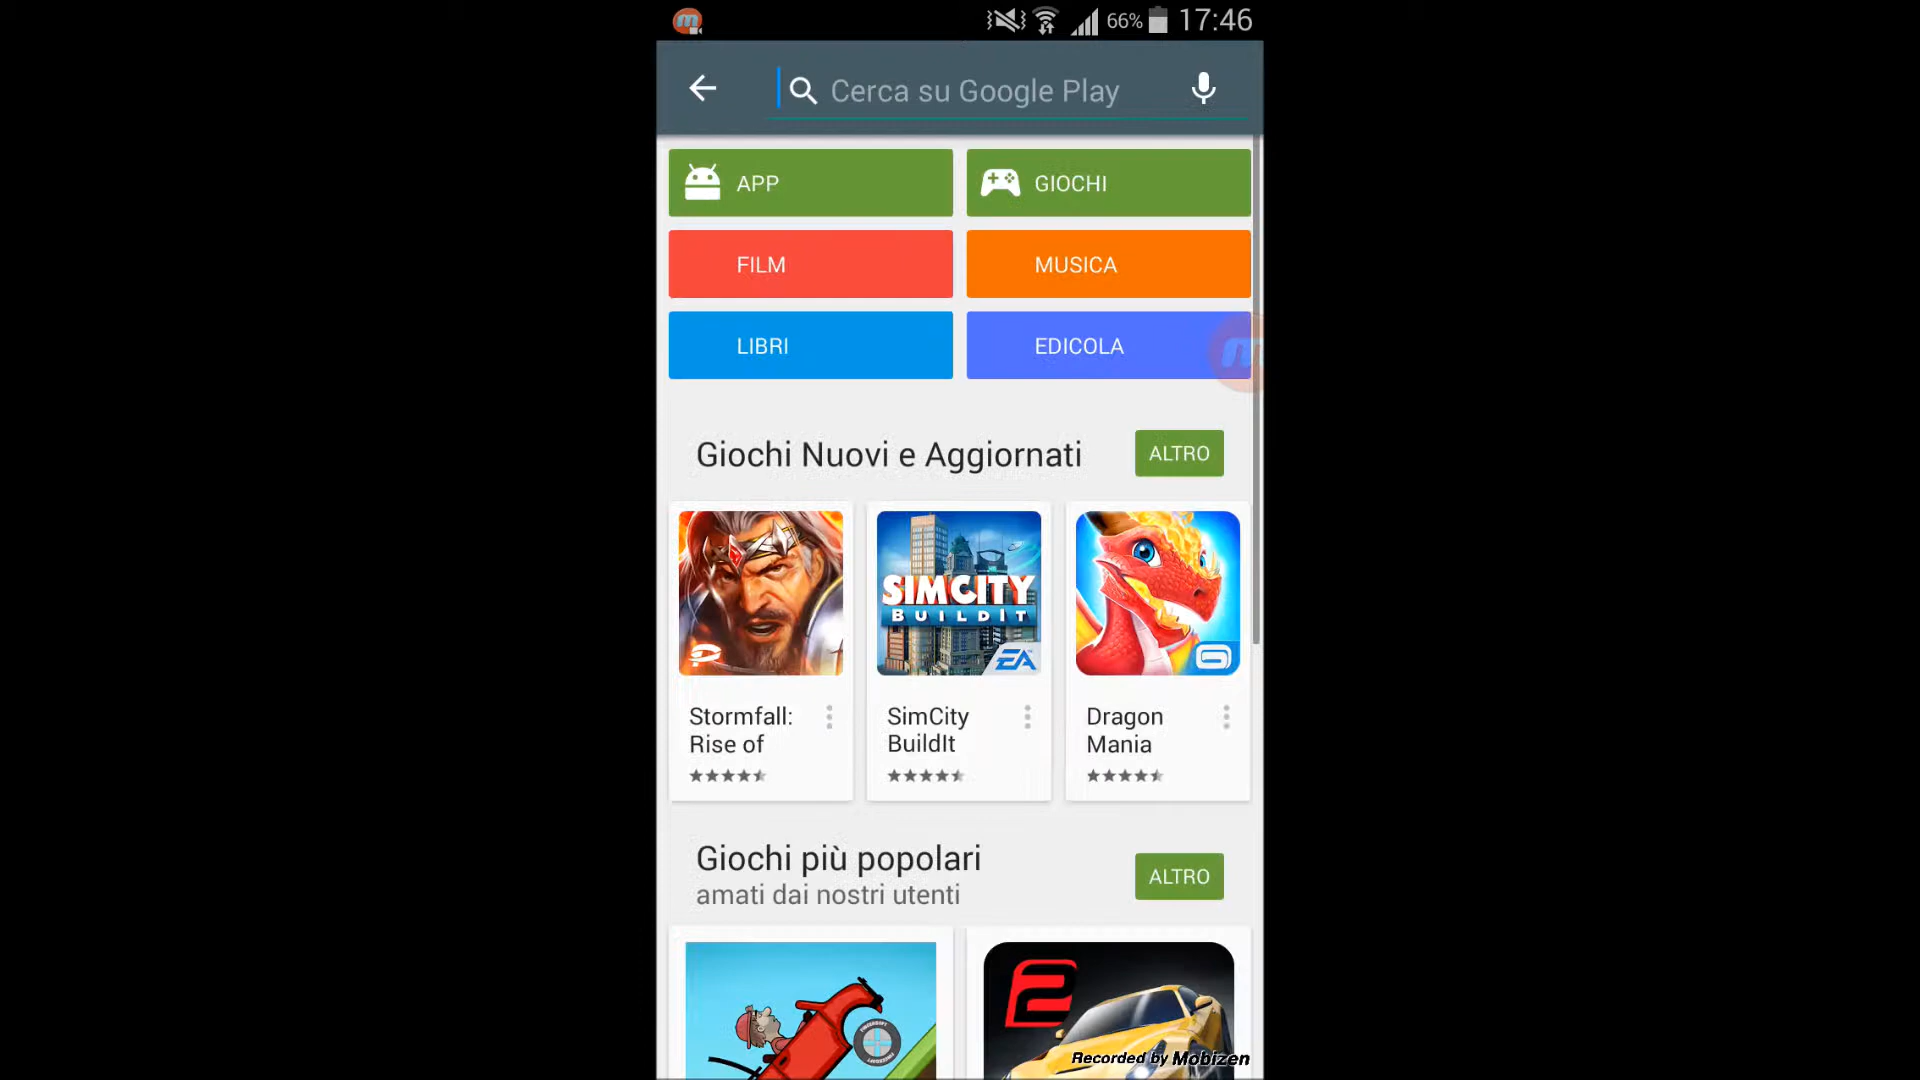 66% 17:46
Cerca su Google Play
APP
GIOCHI
FILM
MUSICA
LIBRI
EDICOLA
Giochi Nuovi e Aggiornati
ALTRO
SIMCITY
BUILDIT
EA
Stormfall:
Rise of
SimCity
BuildIt
Dragon
Mania
Giochi più popolari
amati dai nostri utenti
ALTRO
2
Recorded by Mobizen